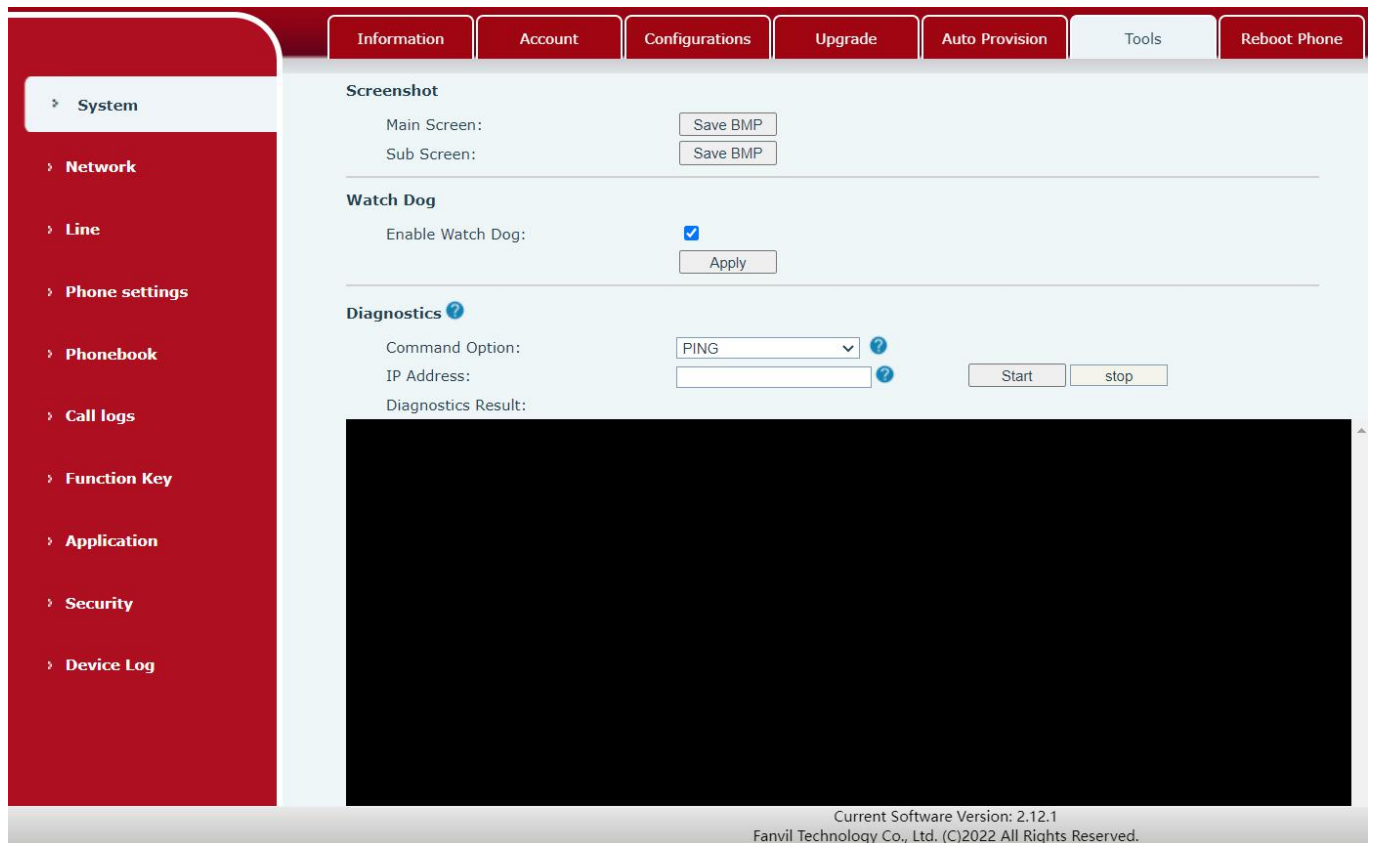 Information Account Configurations Upgrade Auto Provision Tools Reboot Phone
System
Network
Line
Phone settings
Phonebook
Call logs
Function Key
Application
Security
Device Log
Screenshot
Main Screen: Save BMP
Sub Screen: Save BMP
Watch Dog
Enable Watch Dog:
Apply
Diagnostics ?
Command Option: PING ?
IP Address: ? Start stop
Diagnostics Result:
Current Software Version: 2.12.1
Fanvil Technology Co., Ltd. (C)2022 All Rights Reserved.